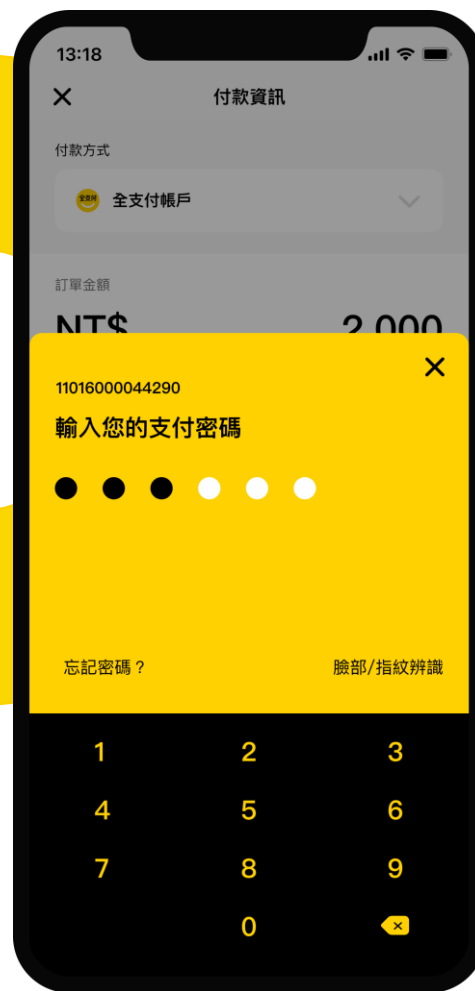 13:18
付款資訊
付款方式
全支付 全支付帳戶
訂單金額
NT$ 2,000
11016000044290
輸入您的支付密碼
忘記密碼？ 臉部/指紋辨識
1 2 3
4 5 6
7 8 9
0